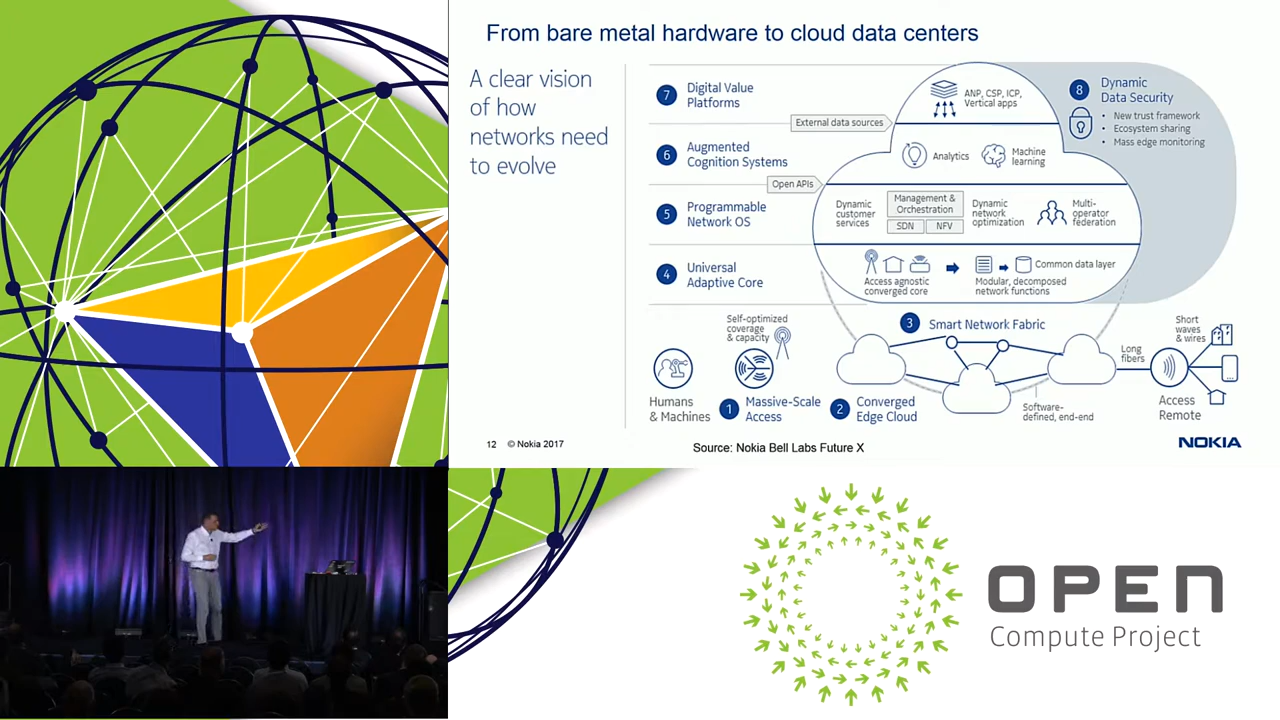 From bare metal hardware to cloud data centers
A clear vision
of how
networks need
to evolve
7
Digital Value
Platforms
External data sources
ANP, CSP, ICP,
Vertical apps
8
Dynamic
Data Security
• New trust framework
• Ecosystem sharing
• Mass edge monitoring
6
Augmented
Cognition Systems
Analytics
Machine
learning
Open APIs
5
Programmable
Network OS
Dynamic
customer
services
Management &
Orchestration
SDN
NFV
Dynamic
network
optimization
Multi-
operator
federation
4
Universal
Adaptive Core
Access agnostic
converged core
Modular, decomposed
network functions
Common data layer
Self-optimized
coverage
& capacity
3
Smart Network Fabric
Short
waves
& wires
Long
fibers
Humans
& Machines
1
Massive-Scale
Access
2
Converged
Edge Cloud
Software-
defined, end-end
Access
Remote
12
© Nokia 2017
Source: Nokia Bell Labs Future X
NOKIA
OPEN
Compute Project